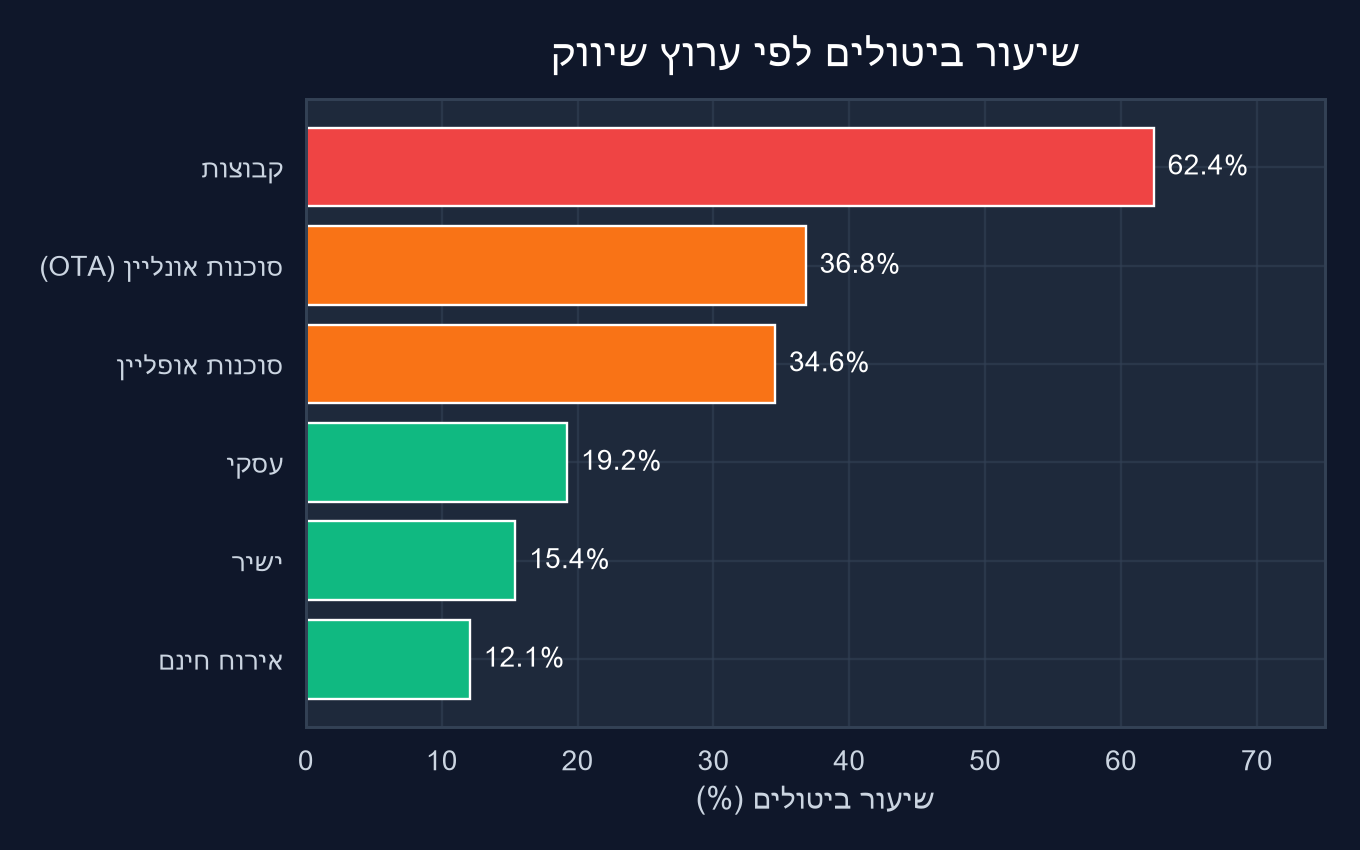 שיעור ביטולים לפי ערוץ שיווק
קבוצות
62.4%
סוכנות אונליין (OTA)
36.8%
סוכנות אופליין
34.6%
עסקי
19.2%
ישיר
15.4%
אירוח חינם
12.1%
0 10 20 30 40 50 60 70
שיעור ביטולים (%)